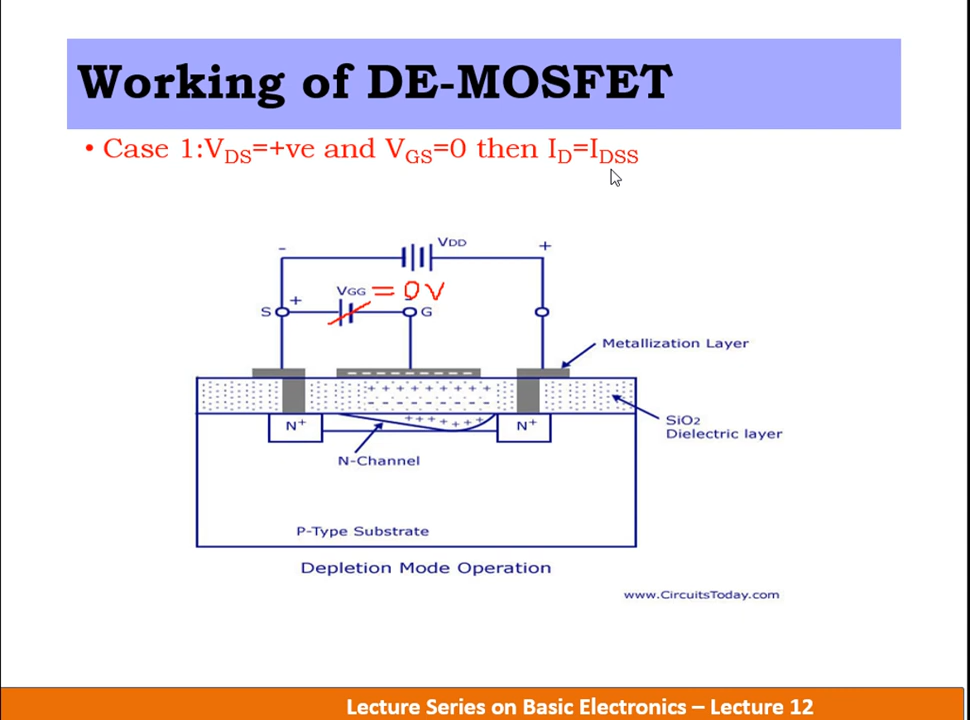 Working of DE-MOSFET
• Case 1:VDS=+ve and VGS=0 then ID=IDSS
- VDD +
VGG = 0V
S + G
Metallization Layer
+ + + + + + + + +
- - - - - - - -
N+ + + + + + + + + N+
SiO2
Dielectric layer
N-Channel
P-Type Substrate
Depletion Mode Operation
www.CircuitsToday.com
Lecture Series on Basic Electronics – Lecture 12